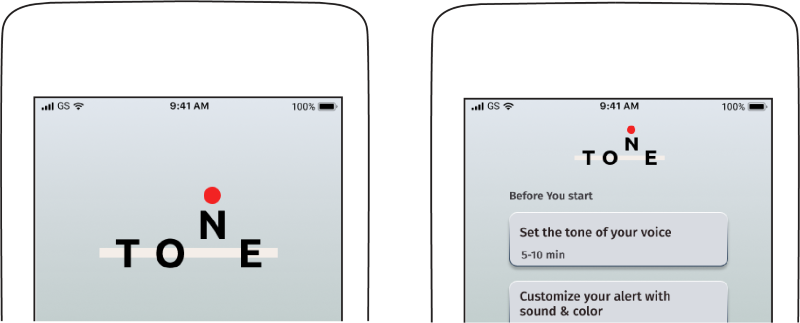 GS 9:41 AM 100%
TONE
GS 9:41 AM 100%
TONE
Before You start
Set the tone of your voice
5-10 min
Customize your alert with
sound & color